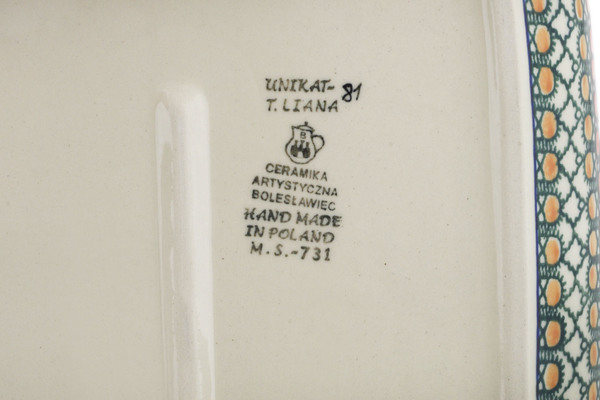 UNIKAT- 81
T. LIANA
B
CERAMIKA
ARTYSTYCZNA
BOLESŁAWIEC
HAND MADE
IN POLAND
M.S.-731